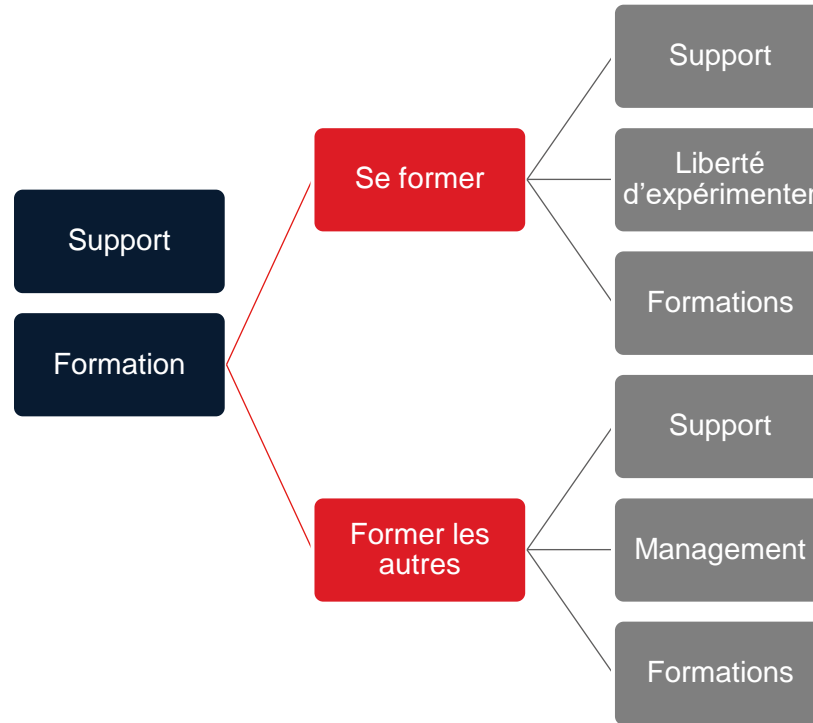 Support
Formation
Se former
Former les
autres
Support
Liberté
d'expérimenter
Formations
Support
Management
Formations